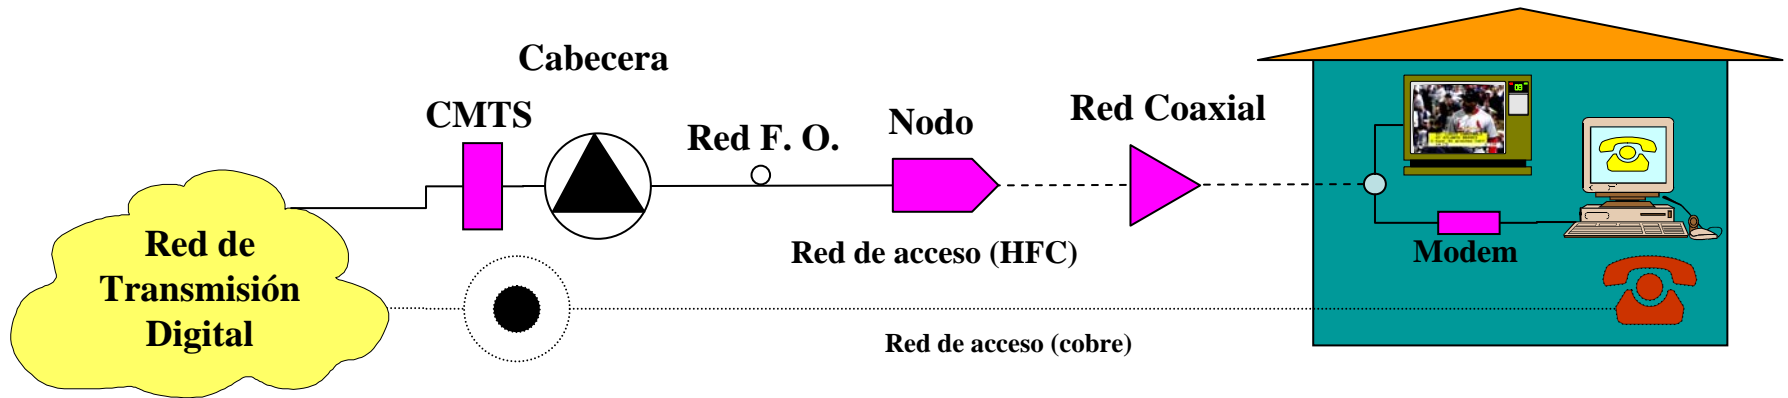 Cabecera
CMTS
Red F. O.
Nodo
Red Coaxial
Red de
Transmisión
Digital
Red de acceso (HFC)
Modem
Red de acceso (cobre)